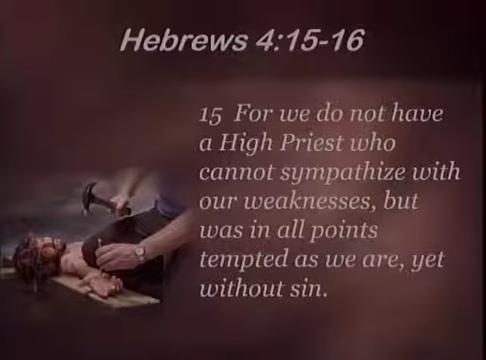 Hebrews 4:15-16
15 For we do not have
a High Priest who
cannot sympathize with
our weaknesses, but
was in all points
tempted as we are, yet
without sin.